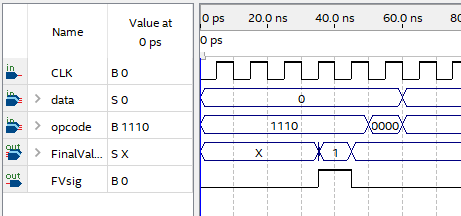 Name
Value at
0 ps
0 ps
20.0 ns
40.0 ns
60.0 ns
80.
0 ps
in
CLK
B 0
in
data
S 0
0
in
opcode
B 1110
1110
0000
out
FinalVal...
S X
X
1
out
FVsig
B 0